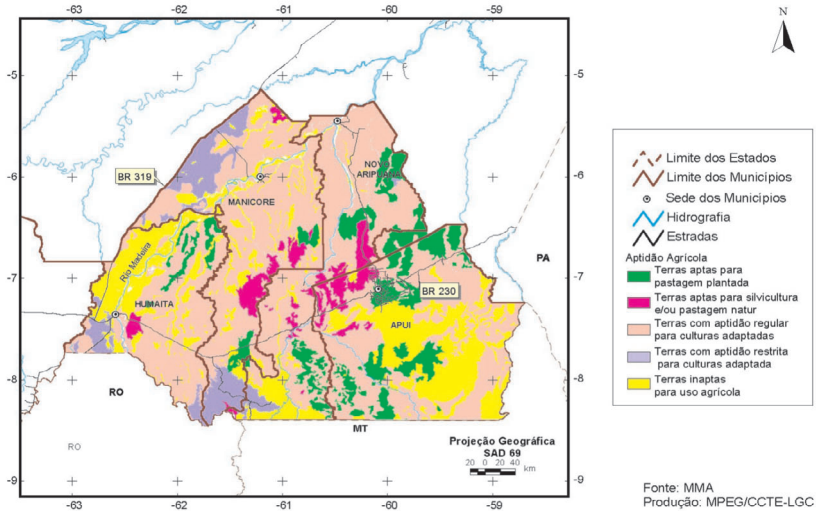 -63 -62 -61 -60 -59
N
-5 -5
-6 -6
-7 -7
-8 -8
-9 -9
BR 319
NOVO
ARIPUANÃ
MANICORE
Rio Madeira
HUMAITA
BR 230
APUI
PA
RO
MT
RO
Projeção Geográfica
SAD 69
20 0 20 40
km
-63 -62 -61 -60 -59
Limite dos Estados
Limite dos Municípios
Sede dos Municipios
Hidrografia
Estradas
Aptidão Agrícola
Terras aptas para
pastagem plantada
Terras aptas para silvicultura
e/ou pastagem natur
Terras com aptidão regular
para culturas adaptadas
Terras com aptidão restrita
para culturas adaptada
Terras inaptas
para uso agrícola
Fonte: MMA
Produção: MPEG/CCTE-LGC